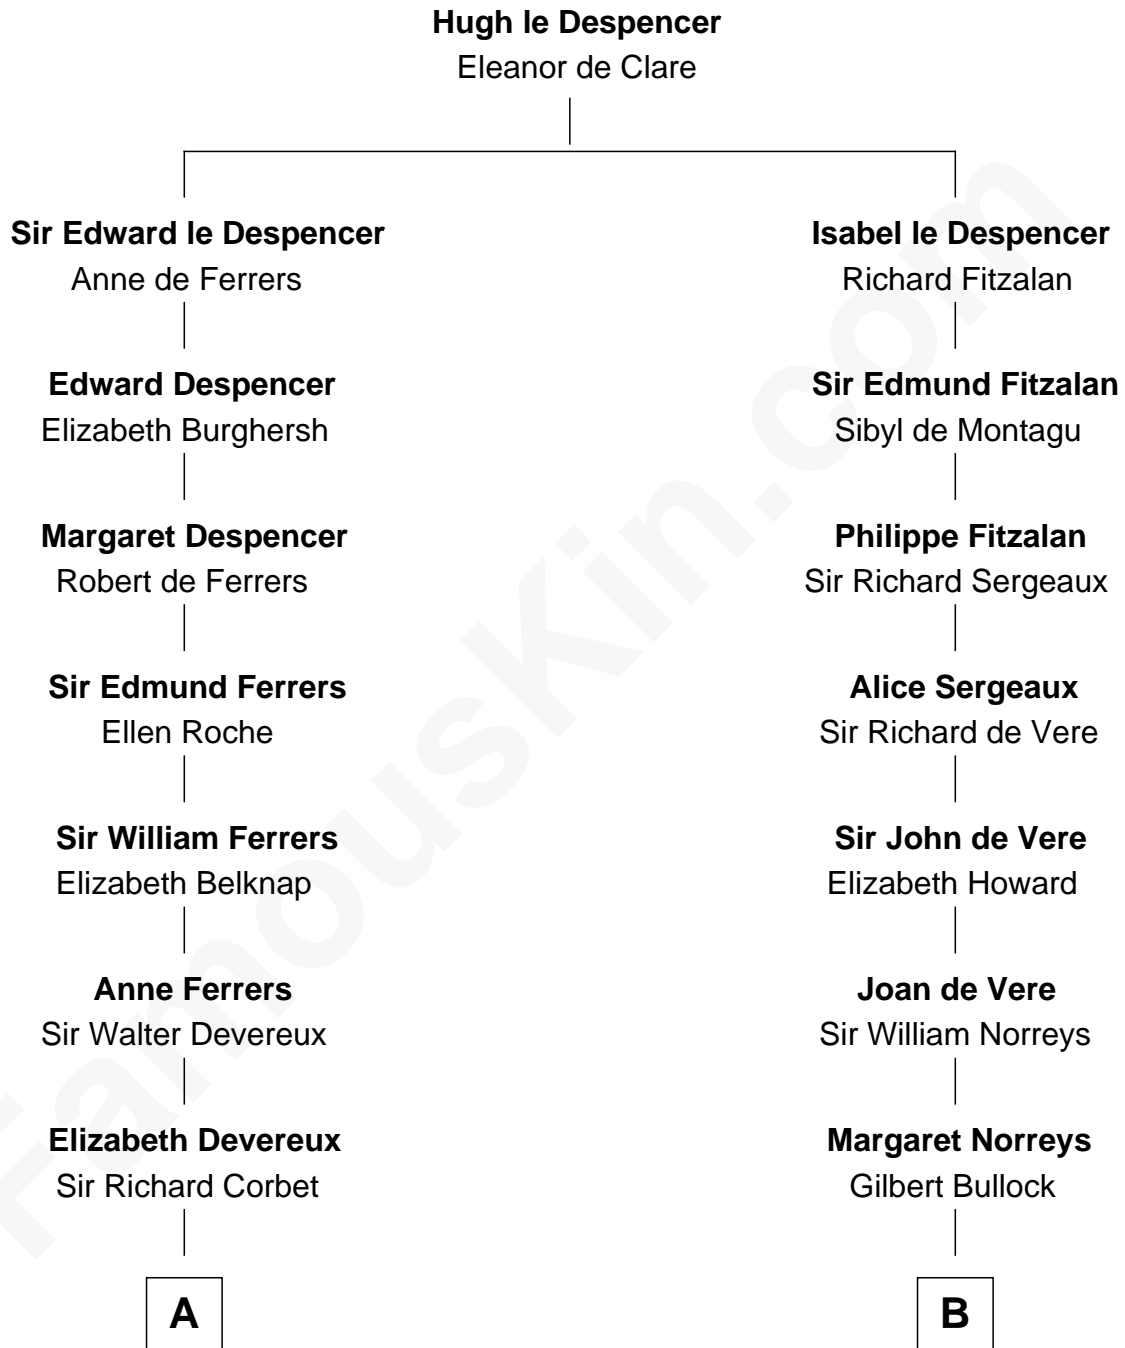 Hugh le Despencer
Eleanor de Clare
Sir Edward le Despencer
Anne de Ferrers
Isabel le Despencer
Richard Fitzalan
Edward Despencer
Elizabeth Burghersh
Sir Edmund Fitzalan
Sibyl de Montagu
Margaret Despencer
Robert de Ferrers
Philippe Fitzalan
Sir Richard Sergeaux
Sir Edmund Ferrers
Ellen Roche
Alice Sergeaux
Sir Richard de Vere
Sir William Ferrers
Elizabeth Belknap
Sir John de Vere
Elizabeth Howard
Anne Ferrers
Sir Walter Devereux
Joan de Vere
Sir William Norreys
Elizabeth Devereux
Sir Richard Corbet
Margaret Norreys
Gilbert Bullock
A
B
FamousKin.com